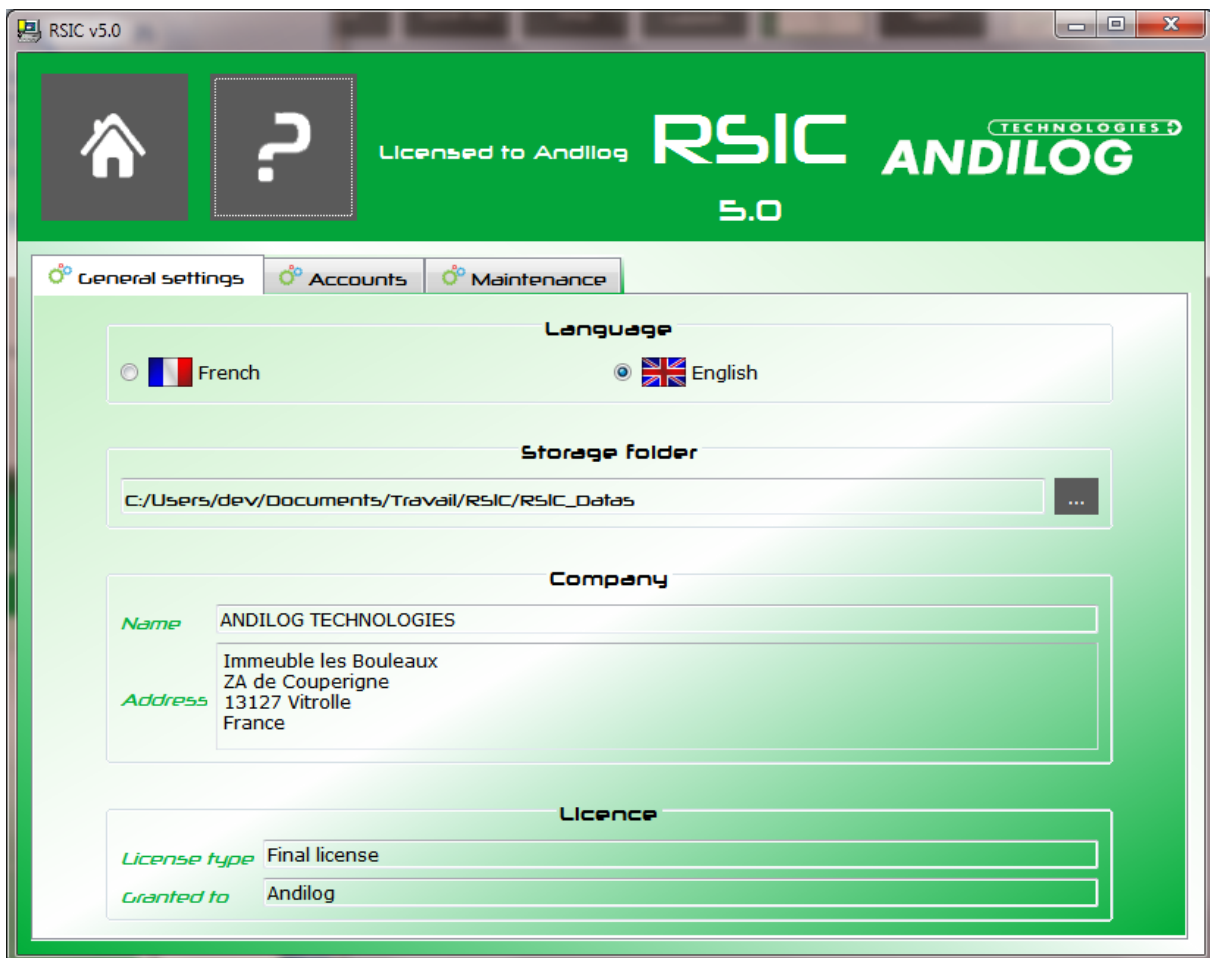 RSIC v5.0
Licensed to Andilog
RSIC
5.0
TECHNOLOGIES
ANDILOG
General settings
Accounts
Maintenance
Language
French
English
Storage folder
C:/Users/dev/Documents/Travail/RSIC/RSIC_Datas
...
Company
Name
ANDILOG TECHNOLOGIES
Address
Immeuble les Bouleaux
ZA de Couperigne
13127 Vitrolle
France
Licence
License type
Final license
Granted to
Andilog